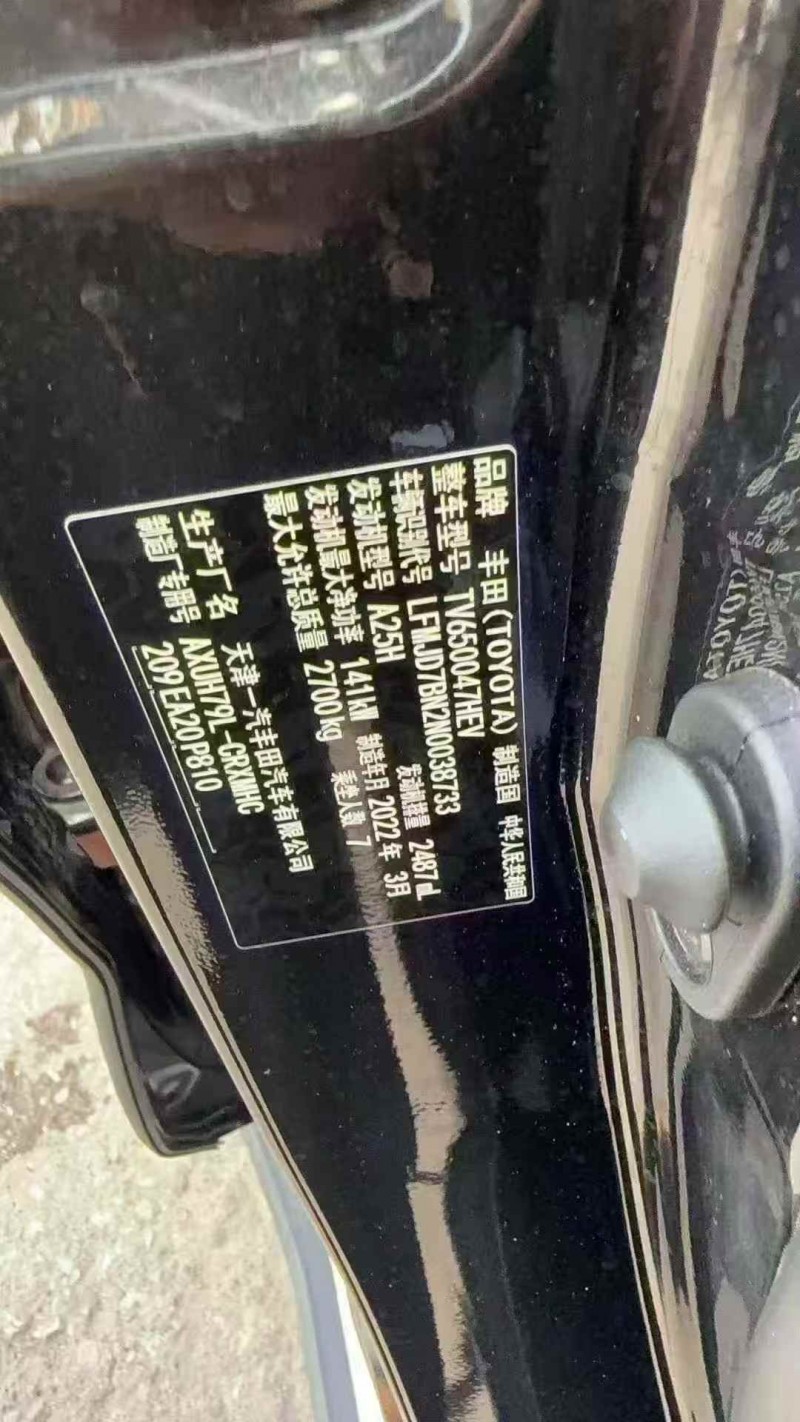 品牌 丰田(TOYOTA) 制造国 中华人民共和国
整车型号 TV650047HEV
车辆识别代号 LFMJD7BN2N0038733
发动机型号 A25H 发动机排量 2487mL
发动机最大净功率 141kW 制造年月 2022年 3月
最大允许总质量 2700kg 乘坐人数 7
生产厂名 天津一汽丰田汽车有限公司
制造厂专用号 AXUH79L-CRXMHC
209 EA20 P810